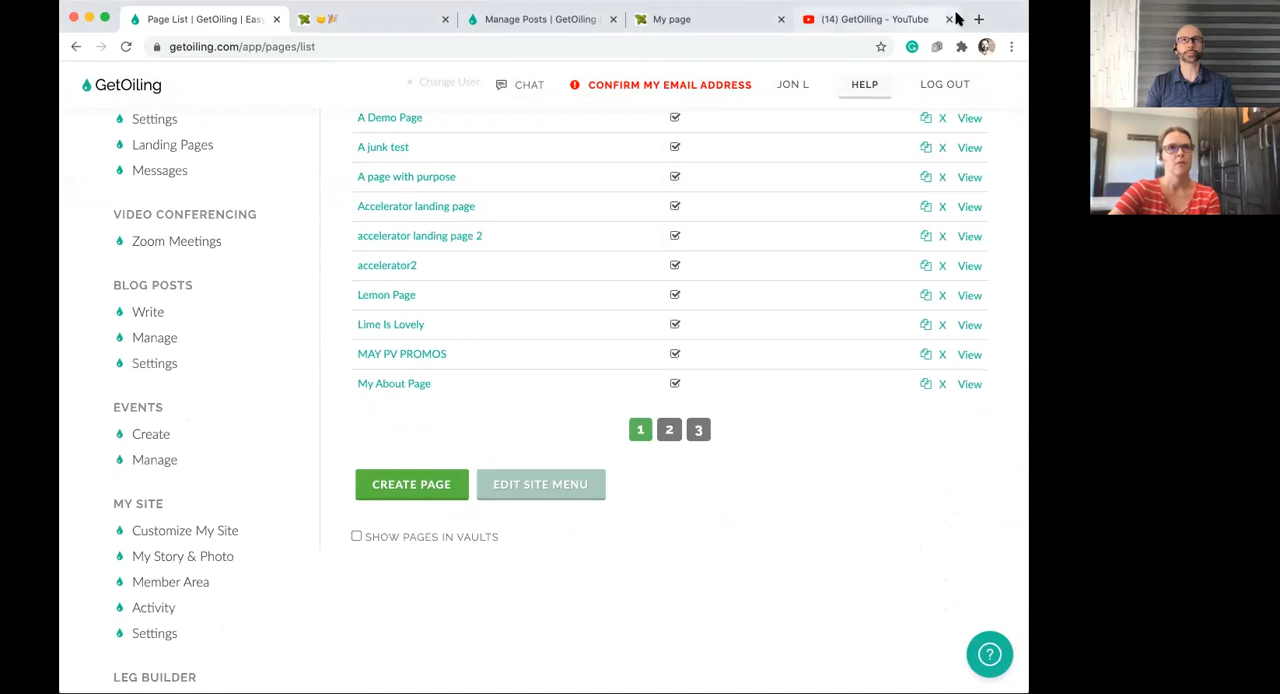 Page List | GetOiling | Eas
Manage Posts | GetOiling |
My page
(14) GetOiling - YouTube
getoiling.com/app/pages/list
GetOiling
× Change User
CHAT
CONFIRM MY EMAIL ADDRESS
JON L
HELP
LOG OUT
Settings
Landing Pages
Messages
VIDEO CONFERENCING
Zoom Meetings
BLOG POSTS
Write
Manage
Settings
EVENTS
Create
Manage
MY SITE
Customize My Site
My Story & Photo
Member Area
Activity
Settings
LEG BUILDER
A Demo Page X View
A junk test X View
A page with purpose X View
Accelerator landing page X View
accelerator landing page 2 X View
accelerator2 X View
Lemon Page X View
Lime Is Lovely X View
MAY PV PROMOS X View
My About Page X View
1 2 3
CREATE PAGE
EDIT SITE MENU
SHOW PAGES IN VAULTS
?